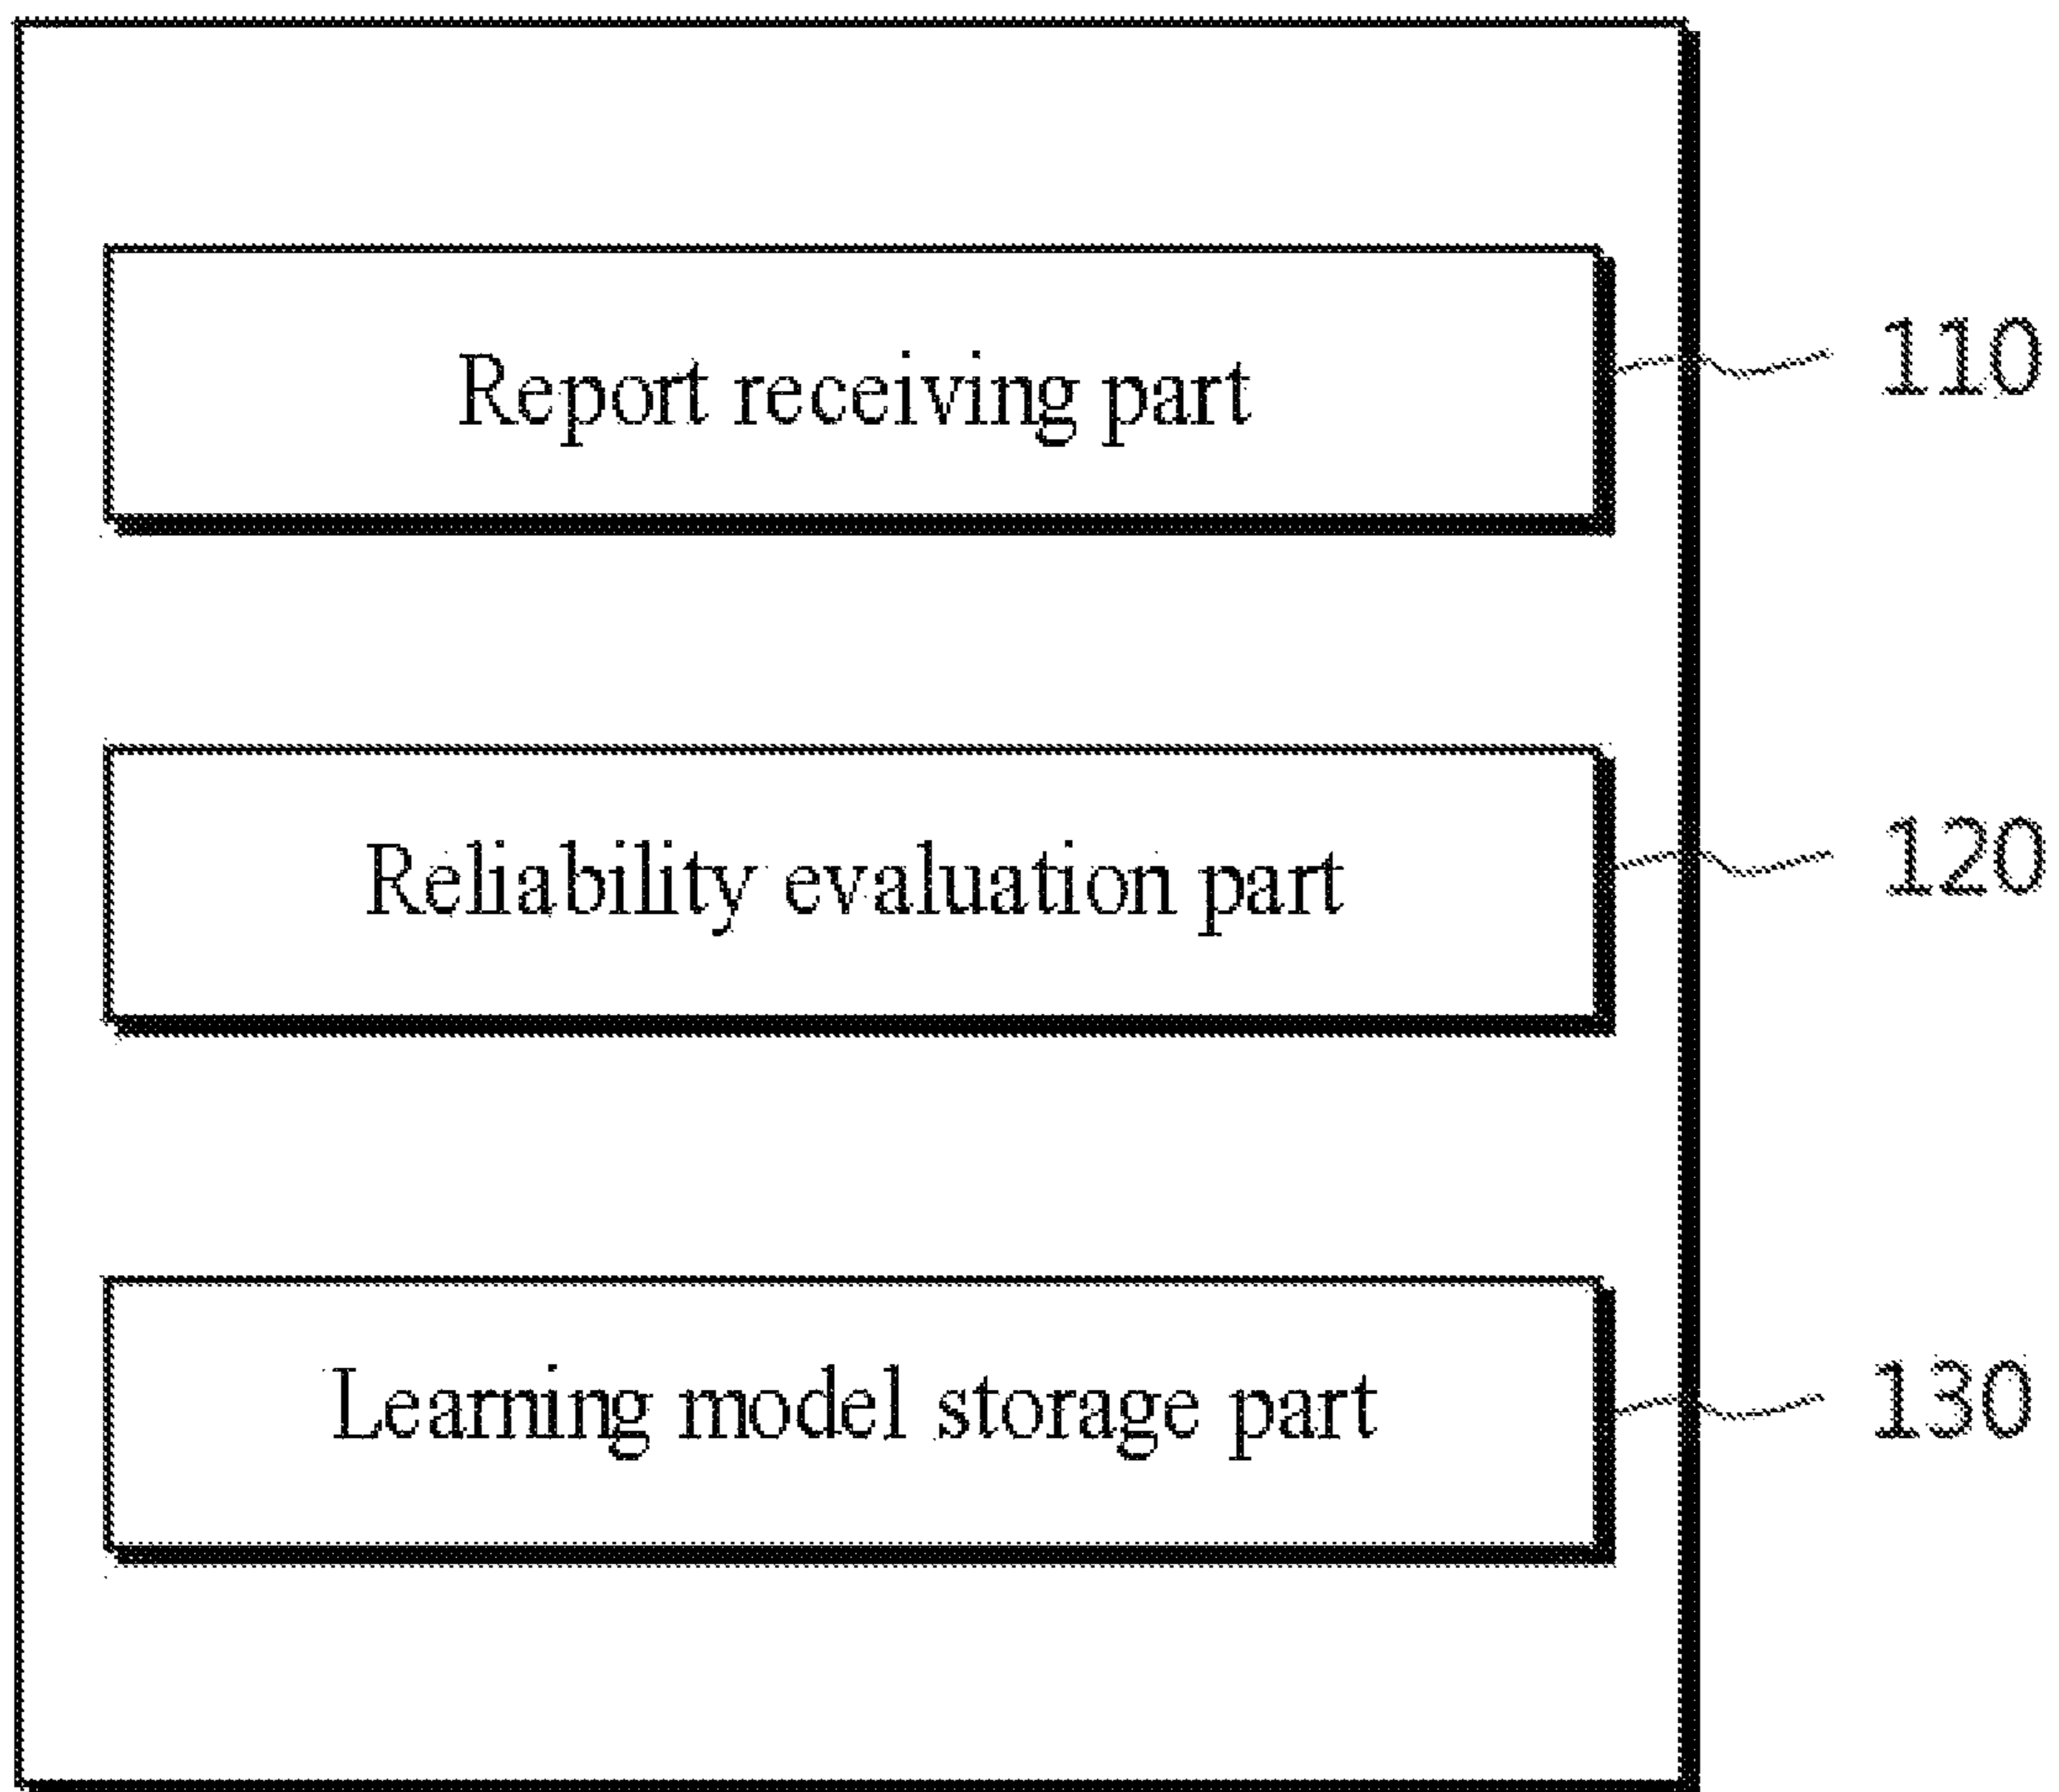 Report receiving part
110
Reliability evaluation part
120
Learning model storage part
130